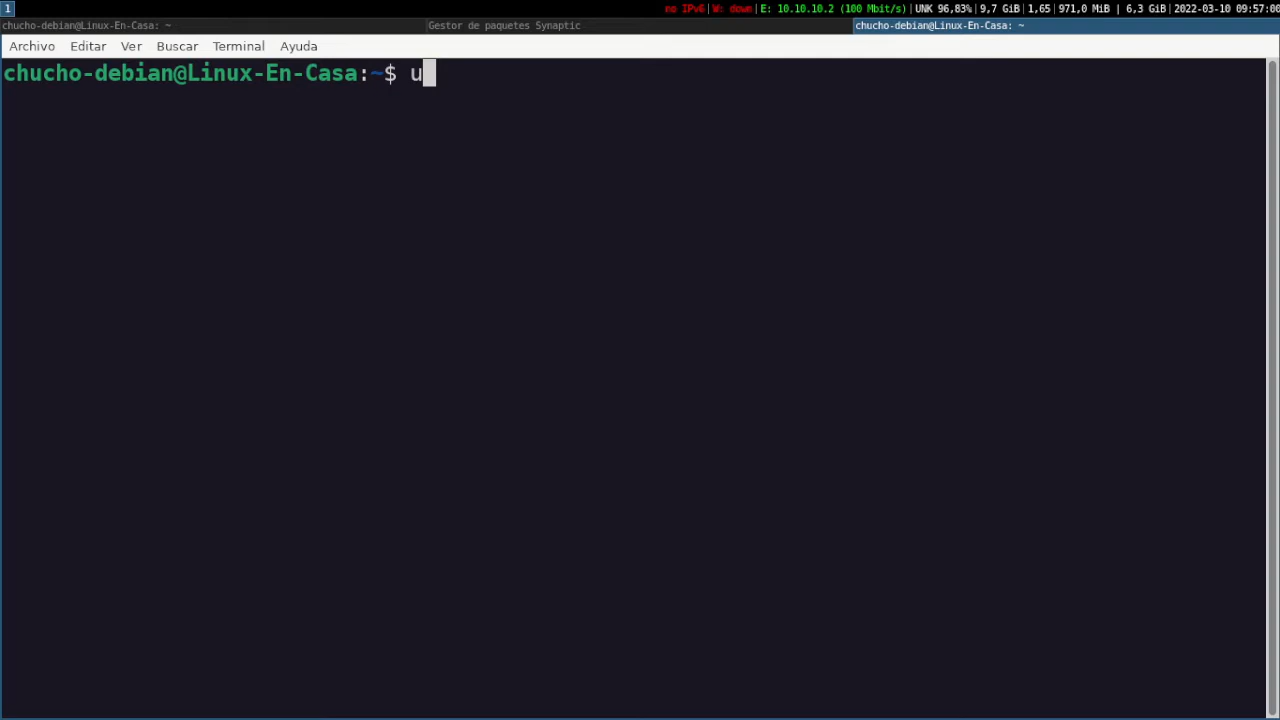 1
no IPv6|W: down|E: 10.10.10.2 (100 Mbit/s)|UNK 96,83%|9,7 GiB|1,65|971,0 MiB | 6,3 GiB|2022-03-10 09:57:00
chucho-debian@Linux-En-Casa: ~ Gestor de paquetes Synaptic chucho-debian@Linux-En-Casa: ~
Archivo Editar Ver Buscar Terminal Ayuda
chucho-debian@Linux-En-Casa:~$ u